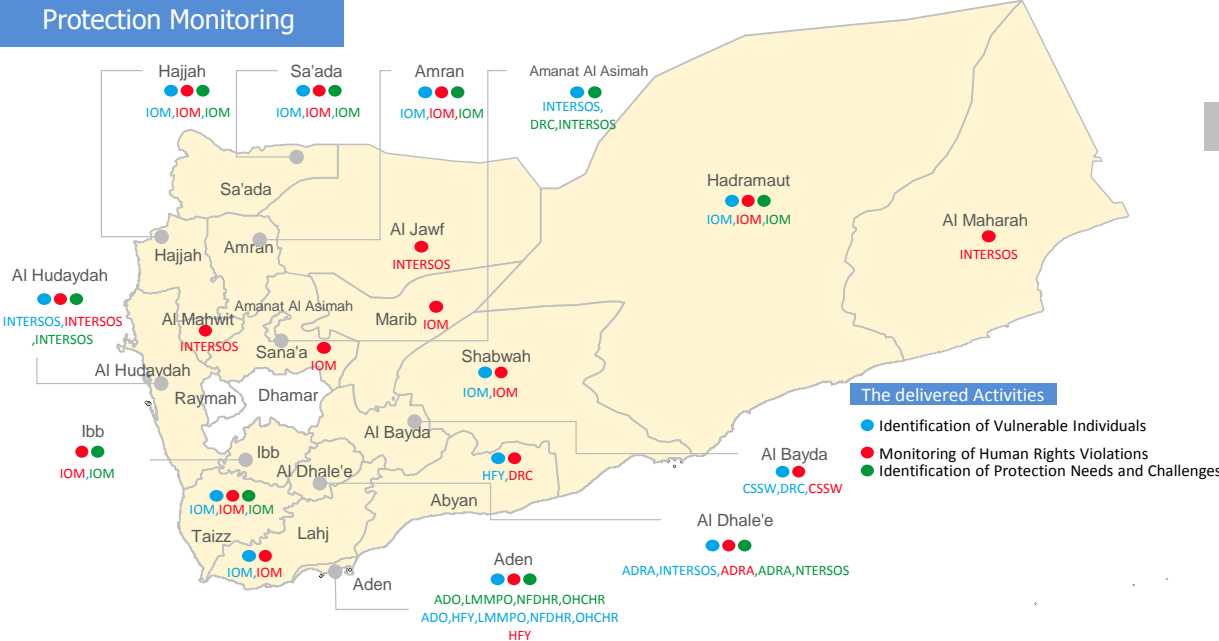 Protection Monitoring
Hajjah
IOM,IOM,IOM
Sa'ada
IOM,IOM,IOM
Amran
IOM,IOM,IOM
Amanat Al Asimah
INTERSOS,
DRC,INTERSOS
Sa'ada
Hadramaut
IOM,IOM,IOM
Al Maharah
INTERSOS
Al Jawf
INTERSOS
Hajjah
Amran
Al Hudaydah
INTERSOS,INTERSOS
,INTERSOS
Amanat Al Asimah
Al Mahwit
INTERSOS
Marib
IOM
Sana'a
IOM
Shabwah
IOM,IOM
Al Hudaydah
Raymah
Dhamar
The delivered Activities
Identification of Vulnerable Individuals
Monitoring of Human Rights Violations
Identification of Protection Needs and Challenges
Ibb
IOM,IOM
Ibb
Al Bayda
Al Dhale'e
HFY,DRC
Al Bayda
CSSW,DRC,CSSW
Abyan
IOM,IOM,IOM
Taizz
Lahj
IOM,IOM
Al Dhale'e
ADRA,INTERSOS,ADRA,ADRA,NTERSOS
Aden
Aden
ADO,LMMPO,NFDHR,OHCHR
ADO,HFY,LMMPO,NFDHR,OHCHR
HFY